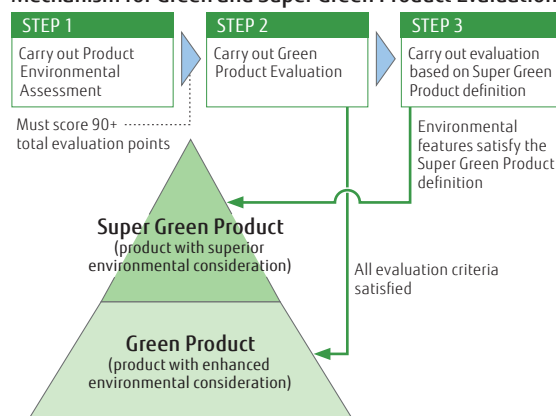 Mechanism for Green and Super Green Product Evaluation
STEP 1
Carry out Product
Environmental
Assessment
STEP 2
Carry out Green
Product Evaluation
STEP 3
Carry out evaluation
based on Super Green
Product definition
Must score 90+
total evaluation points
Environmental
features satisfy the
Super Green Product
definition
Super Green Product
(product with superior
environmental consideration)
All evaluation criteria
satisfied
Green Product
(product with enhanced
environmental consideration)